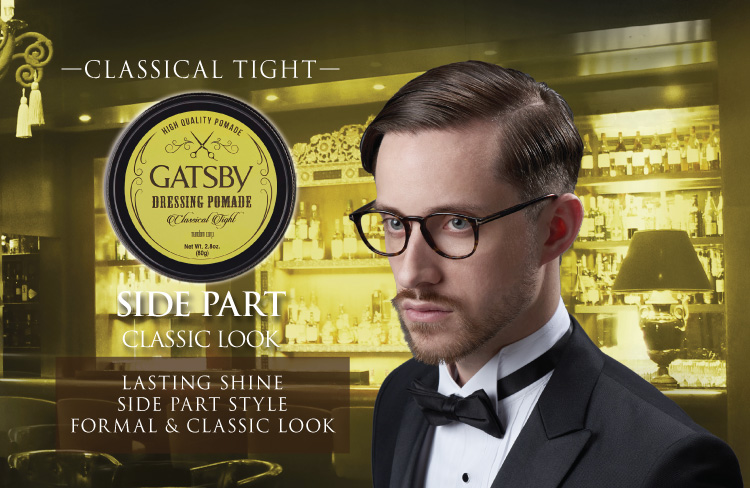 —CLASSICAL TIGHT—
HIGH QUALITY POMADE
GATSBY
DRESSING POMADE
Classical Tight
Net Wt. 2.8oz.
(80g)
SIDE PART
CLASSIC LOOK
LASTING SHINE
SIDE PART STYLE
FORMAL & CLASSIC LOOK